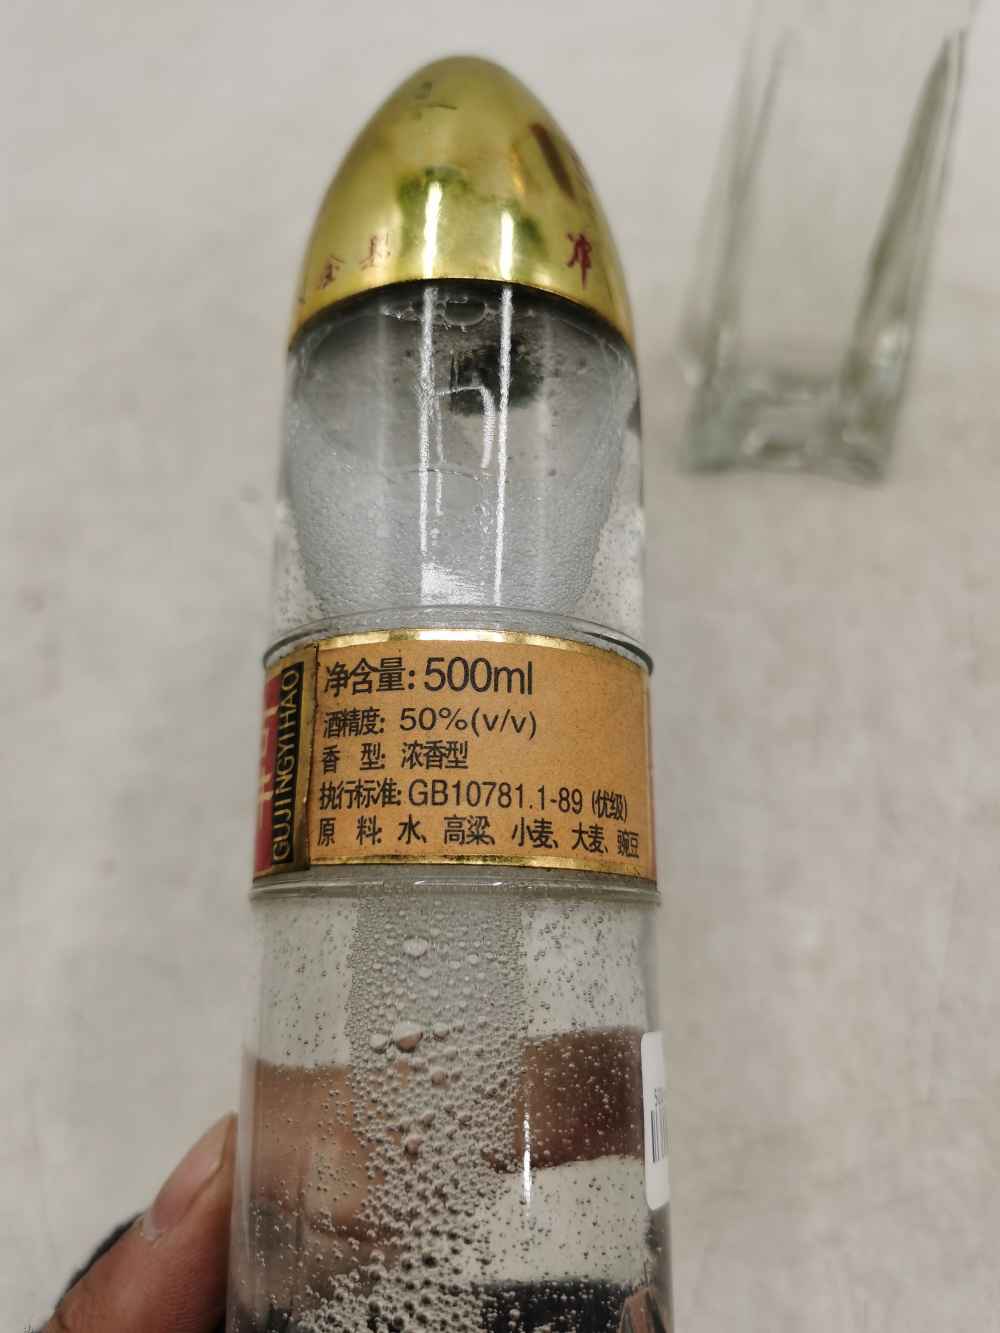 净含量: 500ml
酒精度: 50%(v/v)
香 型: 浓香型
执行标准: GB10781.1-89 (优级)
原 料: 水、高粱、小麦、大麦、豌豆
GUJINGYIHAO